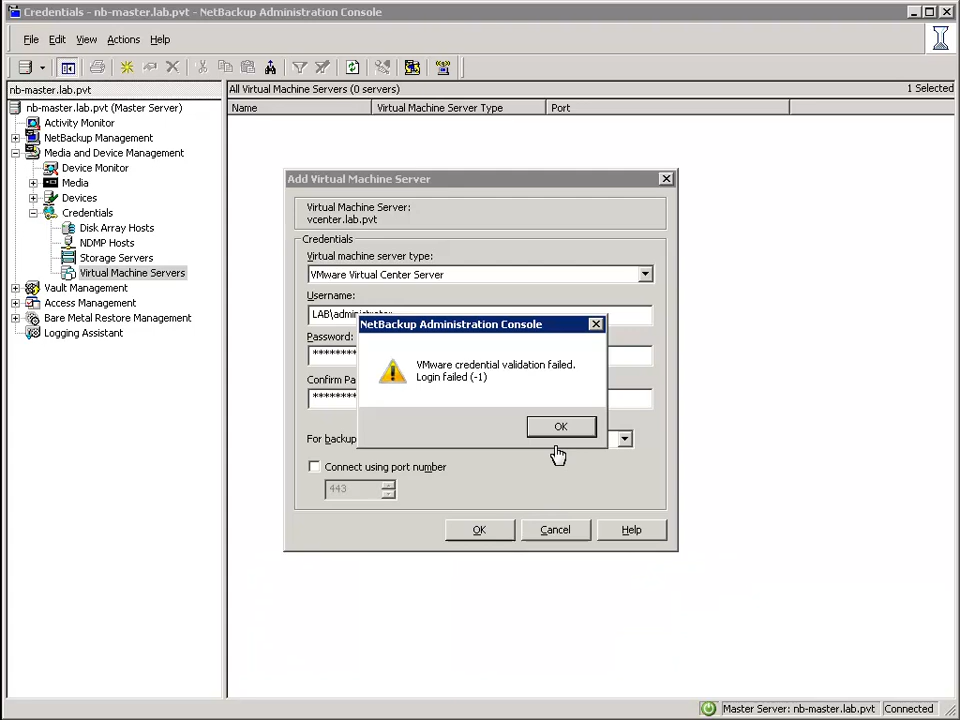 Credentials - nb-master.lab.pvt - NetBackup Administration Console
File Edit View Actions Help
nb-master.lab.pvt
All Virtual Machine Servers (0 servers)
1 Selected
nb-master.lab.pvt (Master Server)
Activity Monitor
NetBackup Management
Media and Device Management
Device Monitor
Media
Devices
Credentials
Disk Array Hosts
NDMP Hosts
Storage Servers
Virtual Machine Servers
Vault Management
Access Management
Bare Metal Restore Management
Logging Assistant
Name Virtual Machine Server Type Port
Add Virtual Machine Server
Virtual Machine Server:
vcenter.lab.pvt
Credentials
Virtual machine server type:
VMware Virtual Center Server
Username:
LAB\administrator
Password:
********
Confirm Pa
********
For backup
Connect using port number
443
OK Cancel Help
NetBackup Administration Console
VMware credential validation failed.
Login failed (-1)
OK
Master Server: nb-master.lab.pvt Connected